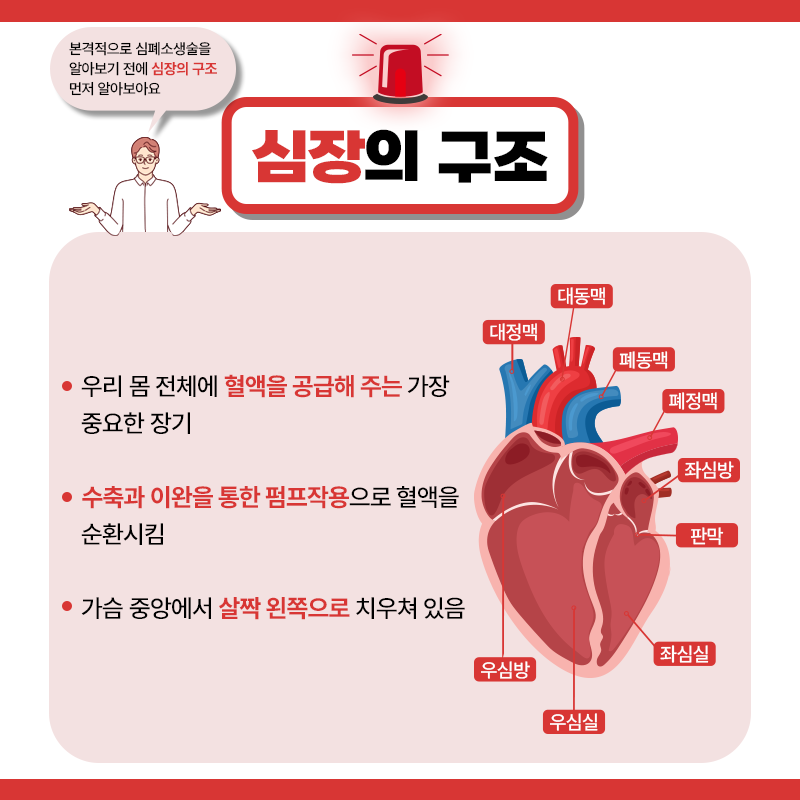 본격적으로 심폐소생술을
알아보기 전에 심장의 구조
먼저 알아보아요
심장의 구조
우리 몸 전체에 혈액을 공급해 주는 가장
중요한 장기
수축과 이완을 통한 펌프작용으로 혈액을
순환시킴
가슴 중앙에서 살짝 왼쪽으로 치우쳐 있음
대동맥
대정맥
폐동맥
폐정맥
좌심방
판막
좌심실
우심방
우심실